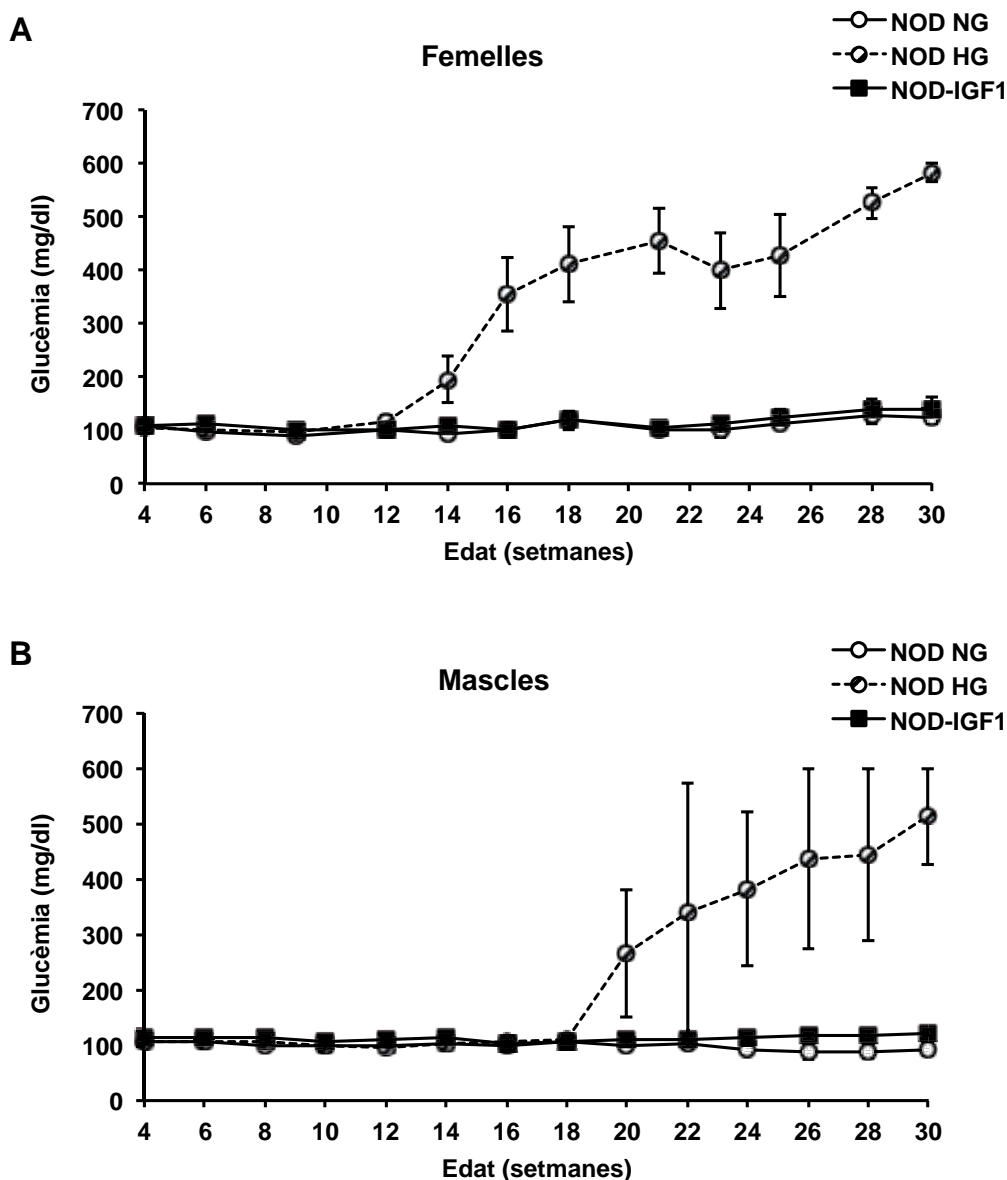 A
Femelles
NOD NG
NOD HG
NOD-IGF1
Glucèmia (mg/dl)
700
600
500
400
300
200
100
0
4 6 8 10 12 14 16 18 20 22 24 26 28 30
Edat (setmanes)
B
Mascles
NOD NG
NOD HG
NOD-IGF1
Glucèmia (mg/dl)
700
600
500
400
300
200
100
0
4 6 8 10 12 14 16 18 20 22 24 26 28 30
Edat (setmanes)